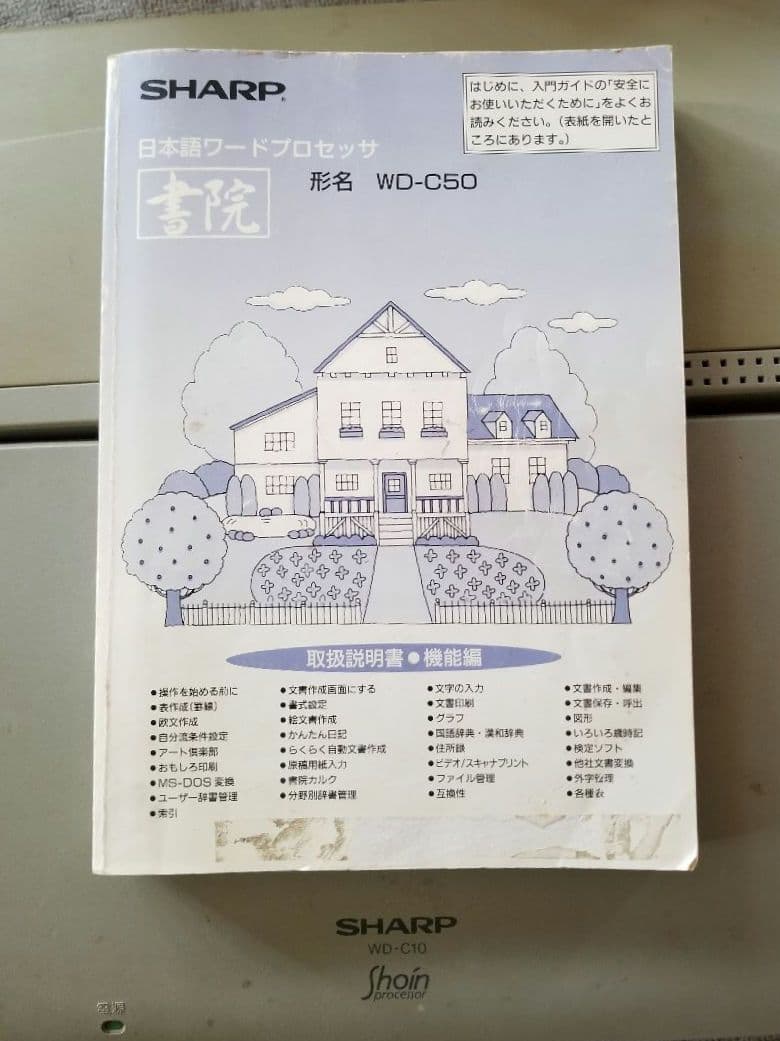 SHARP
はじめに、入門ガイドの「安全に
お使いいただくために」をよくお
読みください。(表紙を開いたと
ころにあります。)
日本語ワードプロセッサ
書院
形名 WD-C50
取扱説明書●機能編
●操作を始める前に
●表作成(罫線)
●欧文作成
●自分流条件設定
●アート倶楽部
●おもしろ印刷
●MS-DOS変換
●ユーザー辞書管理
●索引
●文書作成画面にする
●書式設定
●絵文書作成
●かんたん日記
●らくらく自動文書作成
●原稿用紙入力
●書院カルク
●分野別辞書管理
●文字の入力
●文書印刷
●グラフ
●国語辞典・漢和辞典
●住所録
●ビデオ/スキャナプリント
●ファイル管理
●互換性
●文書作成・編集
●文書保存・呼出
●図形
●いろいろ歳時記
●検定ソフト
●他社文書変換
●外字管理
●各種表
SHARP
WD-C10
Shoin
processor
電源